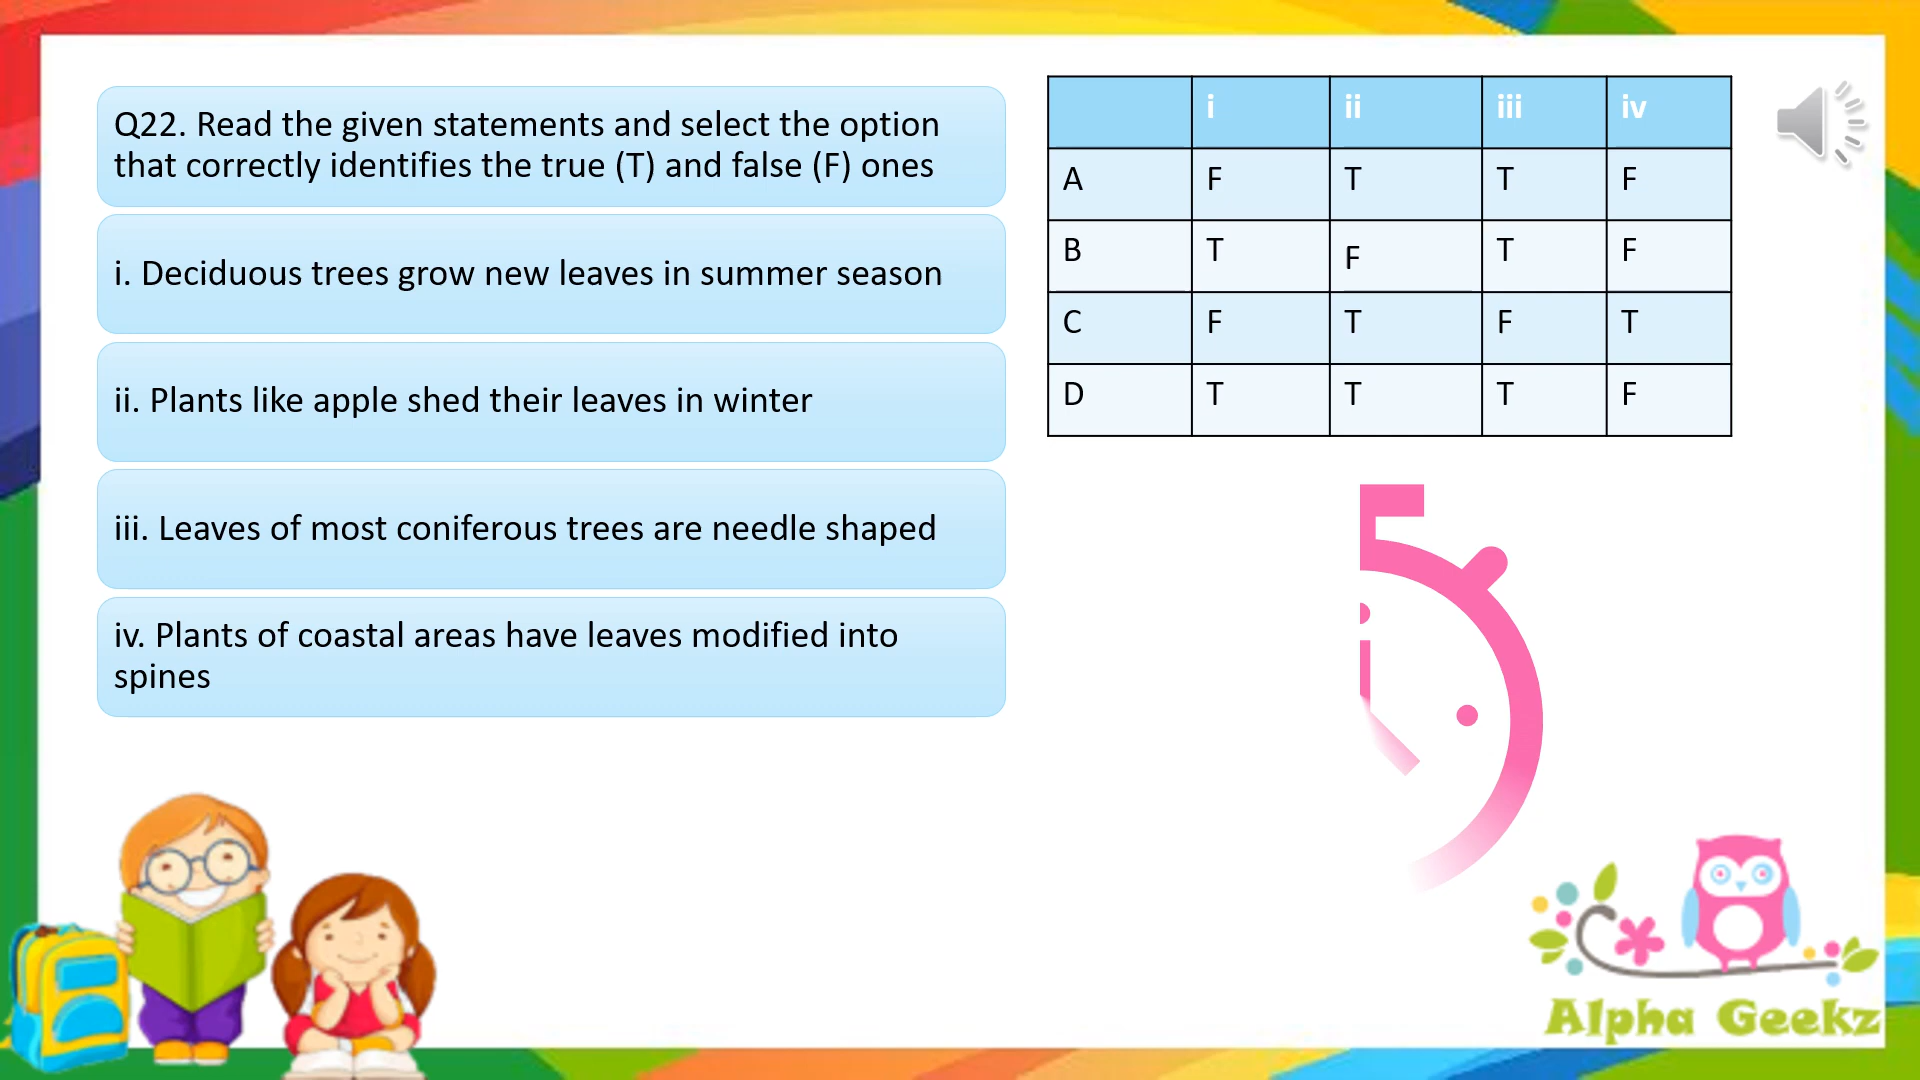 Q22. Read the given statements and select the option
that correctly identifies the true (T) and false (F) ones
i. Deciduous trees grow new leaves in summer season
ii. Plants like apple shed their leaves in winter
iii. Leaves of most coniferous trees are needle shaped
iv. Plants of coastal areas have leaves modified into
spines
i ii iii iv
A F T T F
B T F T F
C F T F T
D T T T F
Alpha Geekz